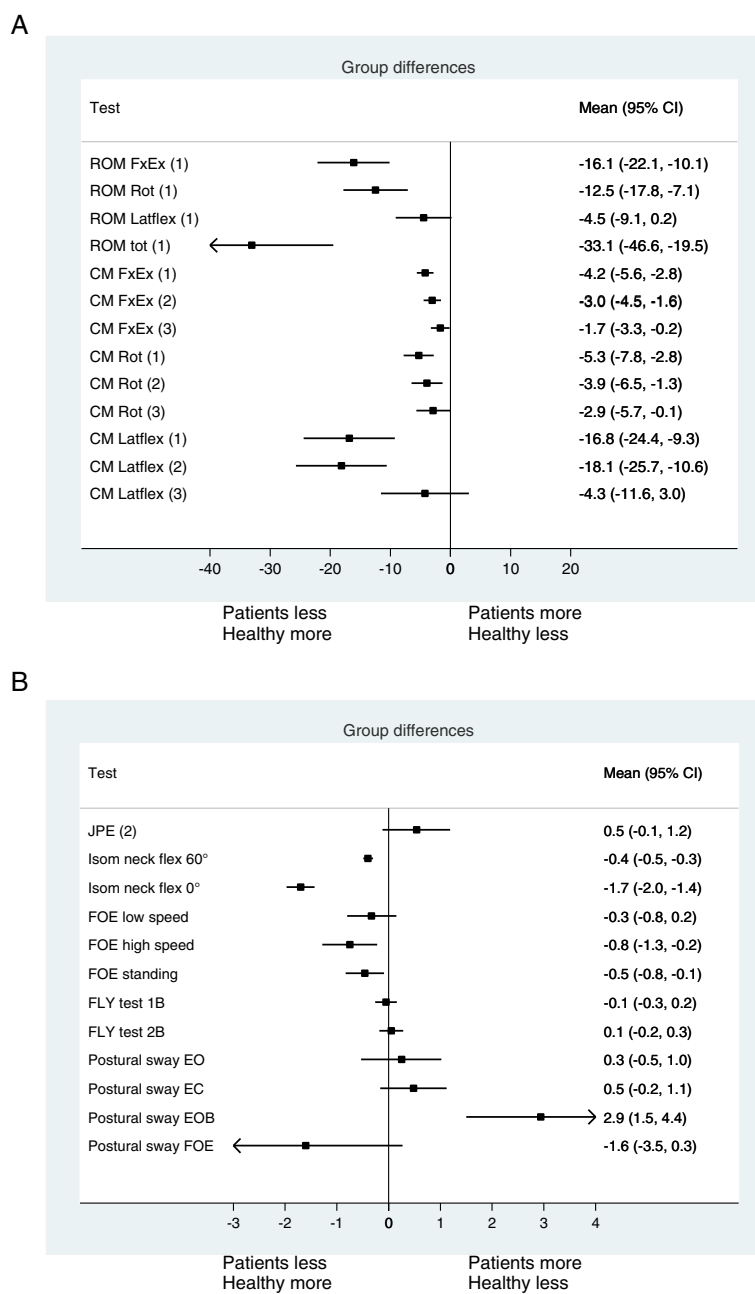 A
Group differences
Test Mean (95% CI)
ROM FxEx (1) -16.1 (-22.1, -10.1)
ROM Rot (1) -12.5 (-17.8, -7.1)
ROM Latflex (1) -4.5 (-9.1, 0.2)
ROM tot (1) -33.1 (-46.6, -19.5)
CM FxEx (1) -4.2 (-5.6, -2.8)
CM FxEx (2) -3.0 (-4.5, -1.6)
CM FxEx (3) -1.7 (-3.3, -0.2)
CM Rot (1) -5.3 (-7.8, -2.8)
CM Rot (2) -3.9 (-6.5, -1.3)
CM Rot (3) -2.9 (-5.7, -0.1)
CM Latflex (1) -16.8 (-24.4, -9.3)
CM Latflex (2) -18.1 (-25.7, -10.6)
CM Latflex (3) -4.3 (-11.6, 3.0)
-40 -30 -20 -10 0 10 20
Patients less Patients more
Healthy more Healthy less
B
Group differences
Test Mean (95% CI)
JPE (2) 0.5 (-0.1, 1.2)
Isom neck flex 60° -0.4 (-0.5, -0.3)
Isom neck flex 0° -1.7 (-2.0, -1.4)
FOE low speed -0.3 (-0.8, 0.2)
FOE high speed -0.8 (-1.3, -0.2)
FOE standing -0.5 (-0.8, -0.1)
FLY test 1B -0.1 (-0.3, 0.2)
FLY test 2B 0.1 (-0.2, 0.3)
Postural sway EO 0.3 (-0.5, 1.0)
Postural sway EC 0.5 (-0.2, 1.1)
Postural sway EOB 2.9 (1.5, 4.4)
Postural sway FOE -1.6 (-3.5, 0.3)
-3 -2 -1 0 1 2 3 4
Patients less Patients more
Healthy more Healthy less